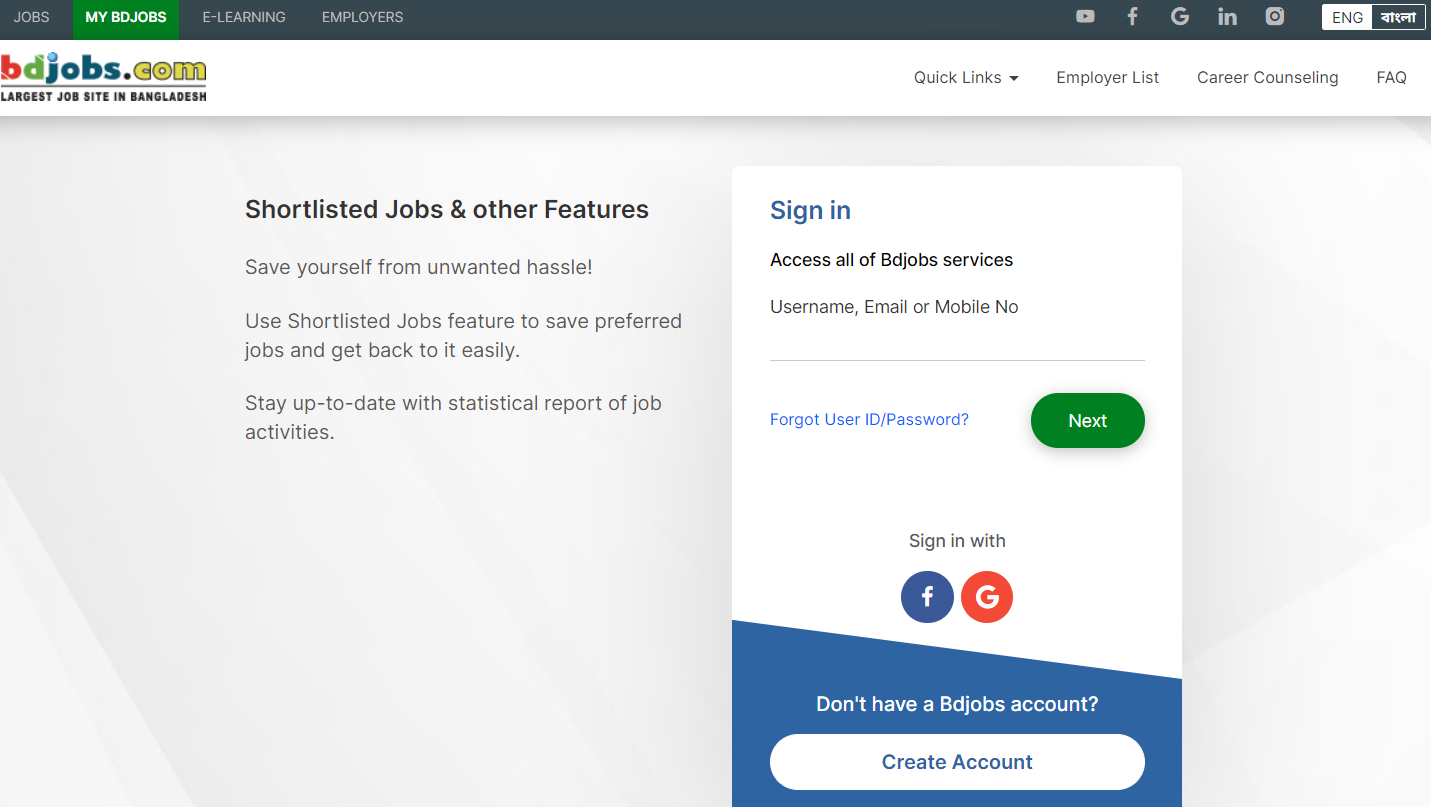 JOBS MY BDJOBS E-LEARNING EMPLOYERS ENG বাংলা
bdjobs.com
LARGEST JOB SITE IN BANGLADESH
Quick Links Employer List Career Counseling FAQ
Shortlisted Jobs & other Features
Save yourself from unwanted hassle!
Use Shortlisted Jobs feature to save preferred
jobs and get back to it easily.
Stay up-to-date with statistical report of job
activities.
Sign in
Access all of Bdjobs services
Username, Email or Mobile No
Forgot User ID/Password? Next
Sign in with
Don't have a Bdjobs account?
Create Account